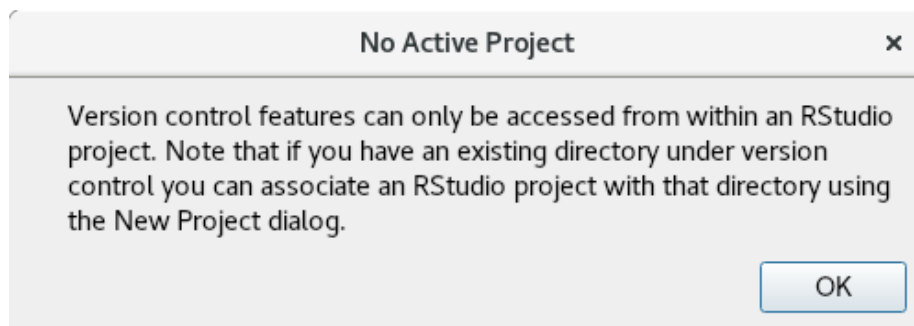 No Active Project
Version control features can only be accessed from within an RStudio
project. Note that if you have an existing directory under version
control you can associate an RStudio project with that directory using
the New Project dialog.
OK